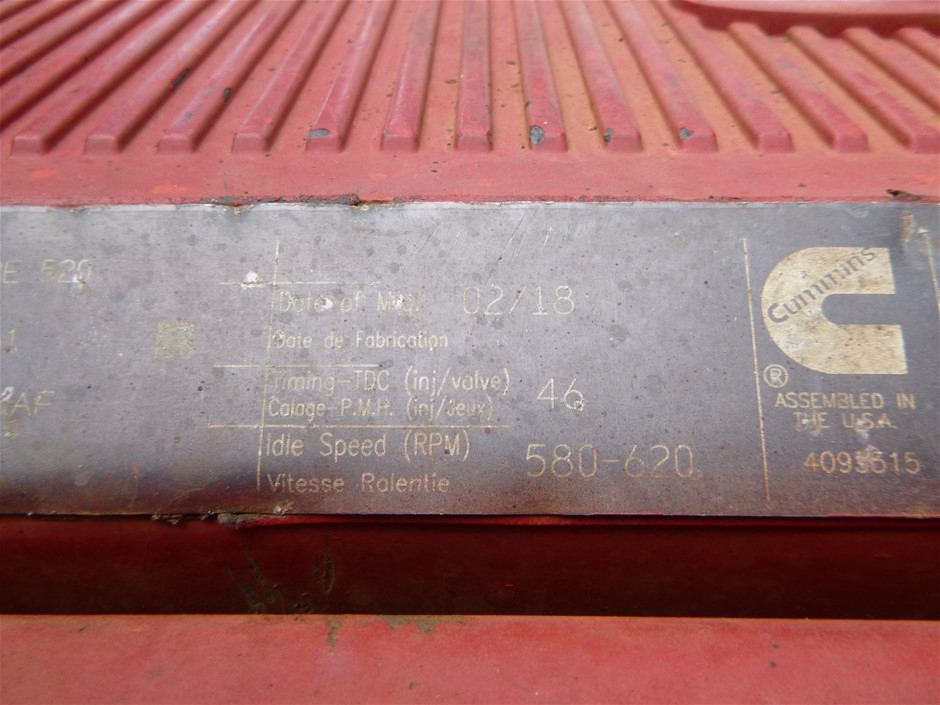 520
Date of Mfg. 02/18
Date de Fabrication
Timing-TDC (inj/valve) 46
Calage-P.M.H. (inj/Jeux)
Idle Speed (RPM) 580-620
Vitesse Ralentie
Cummins
®
ASSEMBLED IN
THE U.S.A.